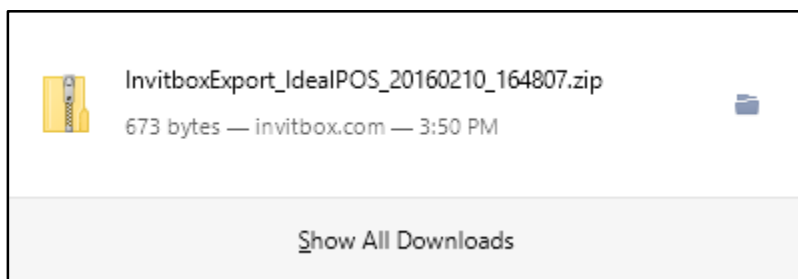 InvitboxExport_IdealPOS_20160210_164807.zip
673 bytes — invitbox.com — 3:50 PM
Show All Downloads